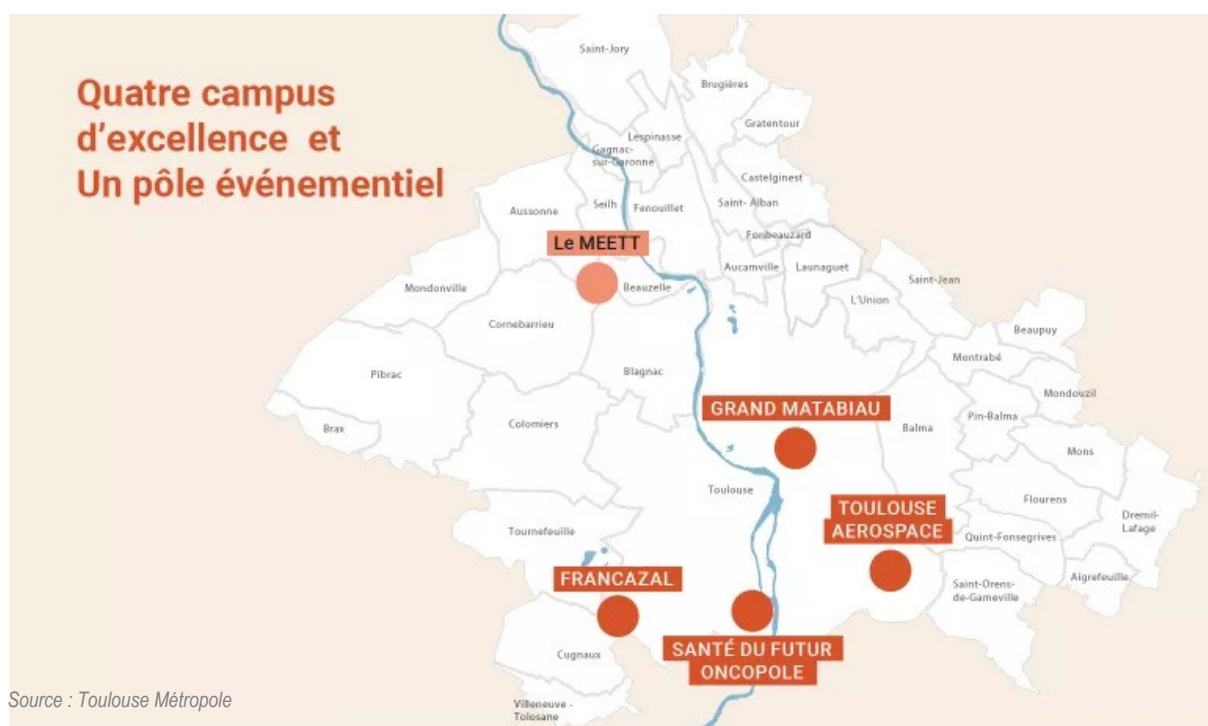 Quatre campus
d'excellence et
Un pôle événementiel
Saint-Jory
Brugières
Gratentour
Lespinasse
Gagnac-
sur-Garonne
Castelginest
Seilh
Fenouillet
Saint- Alban
Aussonne
Fonbeauzard
Le MEETT
Aucamville
Launaguet
Saint-Jean
Mondonville
Beauzelle
L'Union
Cornebarrieu
Beaupuy
Montrabé
Pibrac
Blagnac
Mondouzil
GRAND MATABIAU
Pin-Balma
Brax
Colomiers
Balma
Mons
Toulouse
Flourens
TOULOUSE
AEROSPACE
Dremil-
Lafage
Tournefeuille
Quint-Fonsegrives
FRANCAZAL
Saint-Orens-
de-Gameville
Aigrefeuille
SANTÉ DU FUTUR
ONCOPOLE
Cugnaux
Villeneuve -
Tolosane
Source : Toulouse Métropole